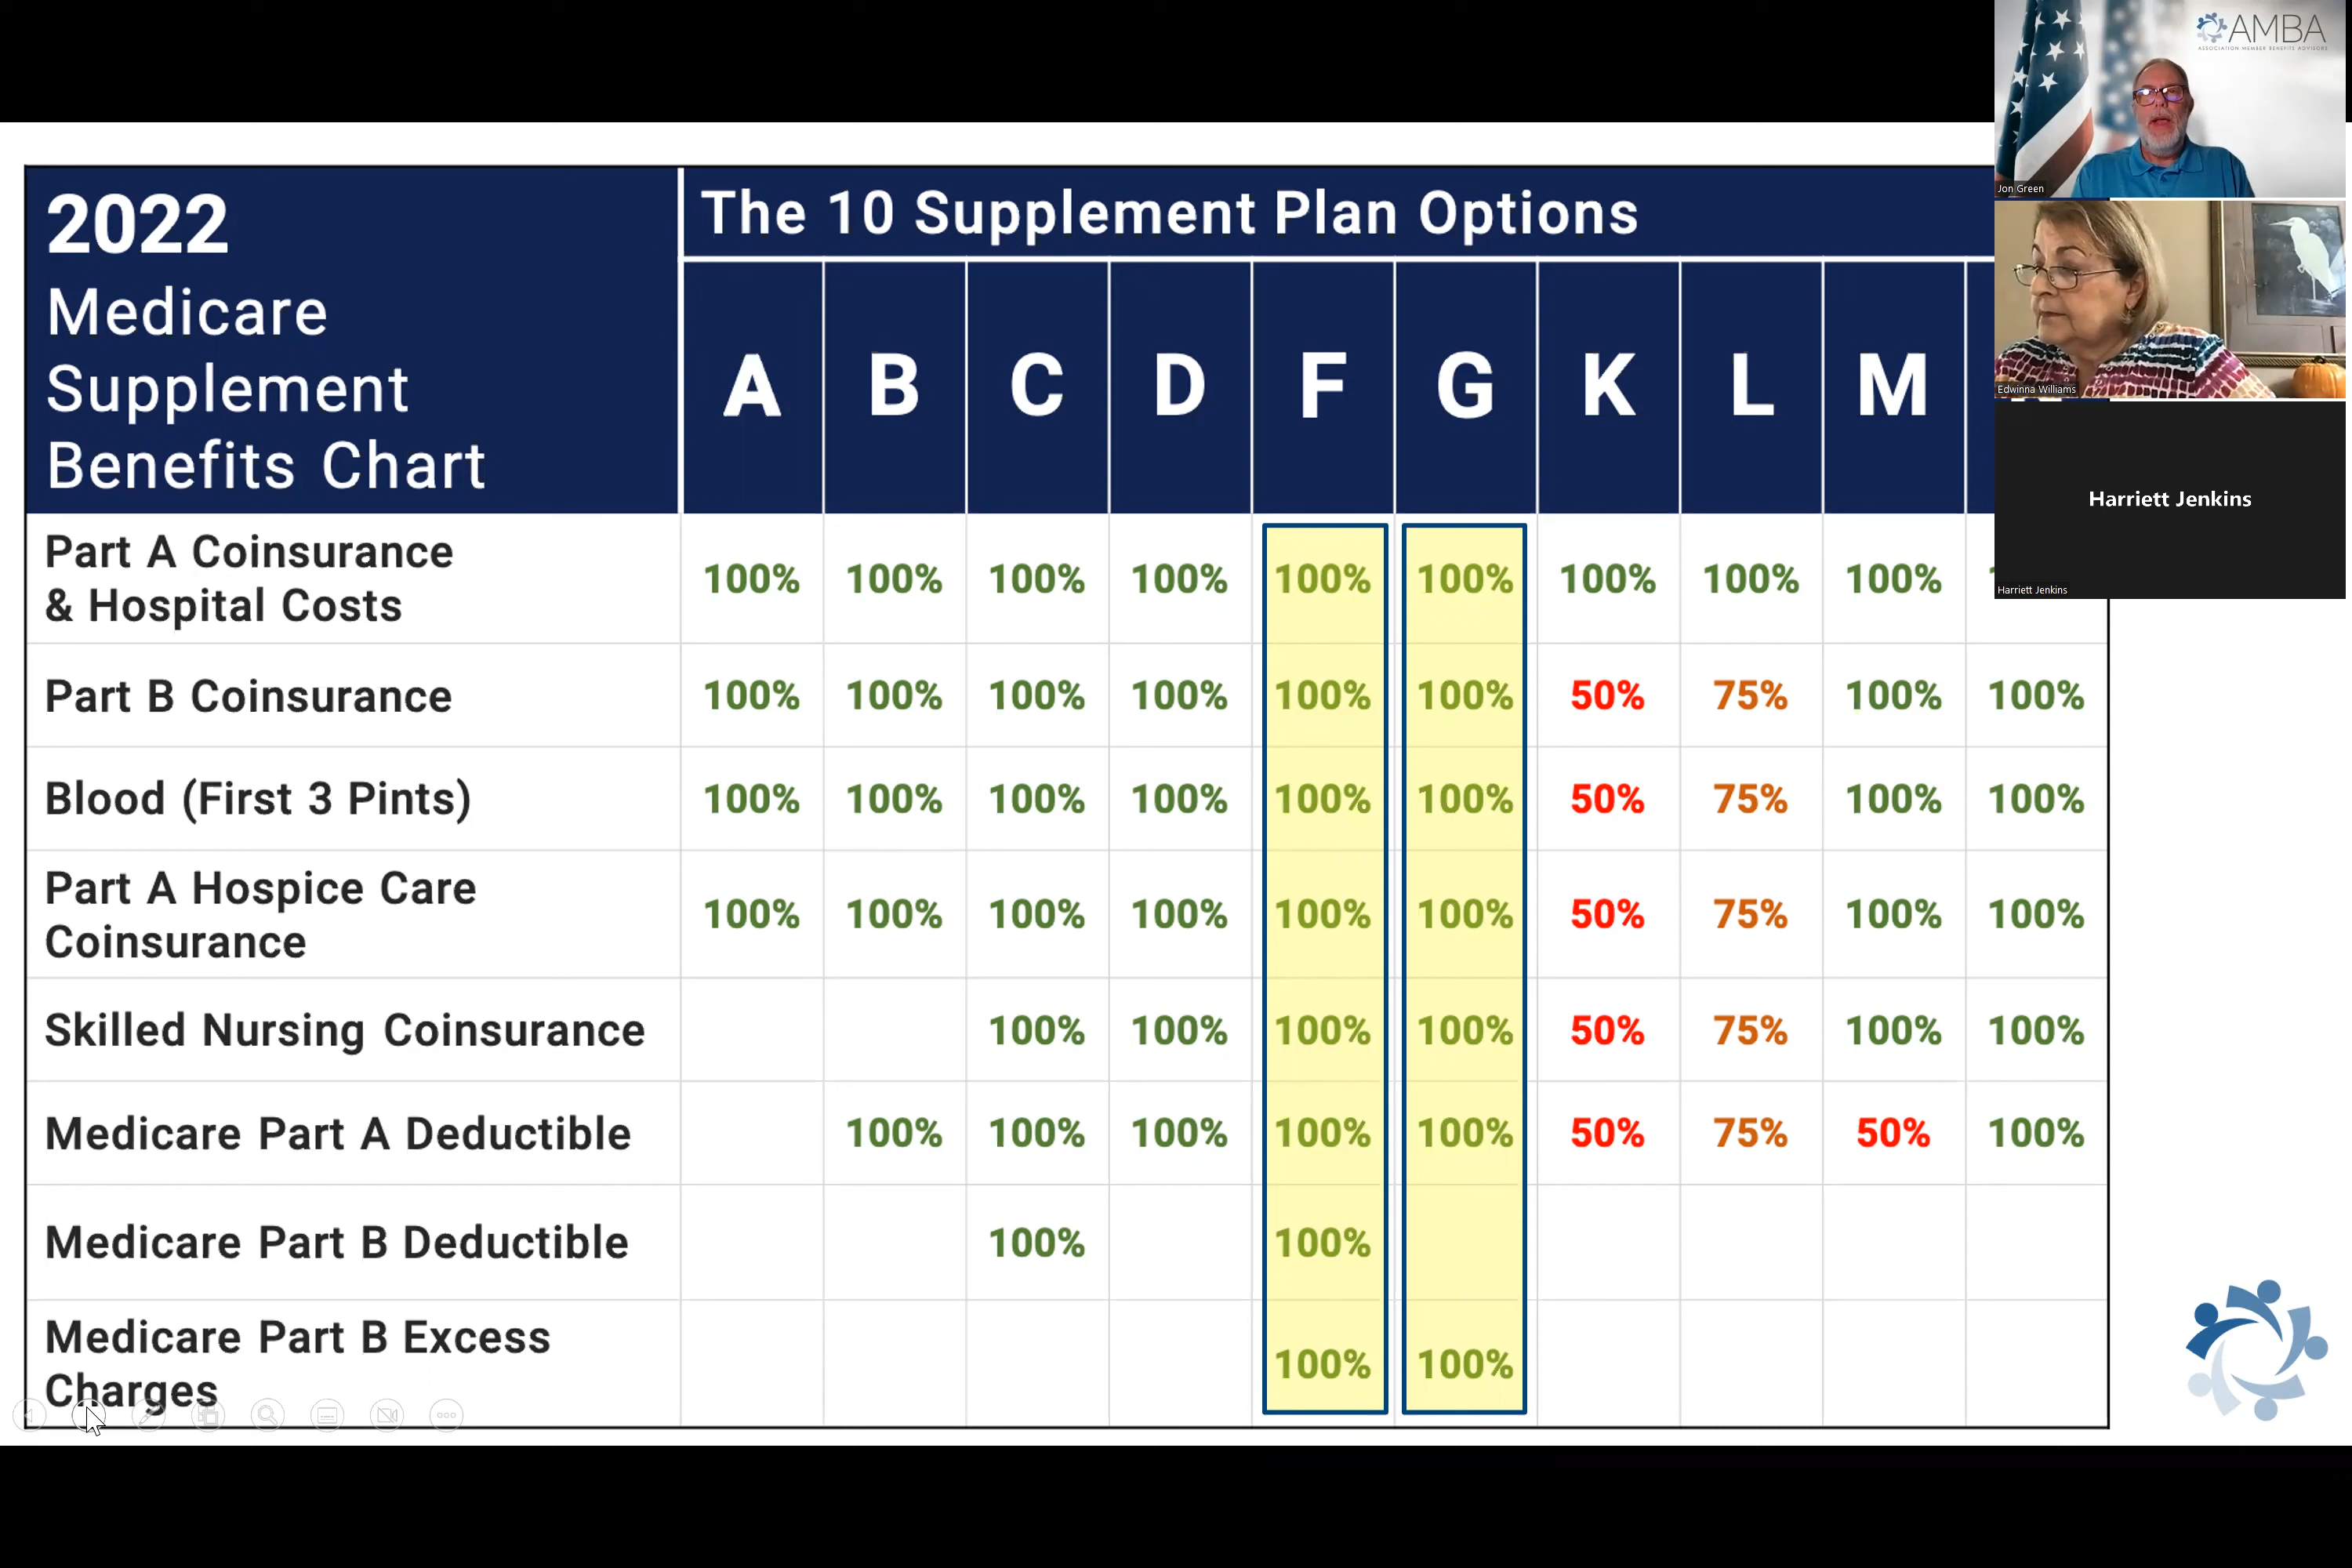 AMBA
ASSOCIATION MEMBER BENEFITS ADVISORS
Jon Green
Edwinna Williams
Harriett Jenkins
Harriett Jenkins
2022
Medicare
Supplement
Benefits Chart
The 10 Supplement Plan Options
A B C D F G K L M
Part A Coinsurance
& Hospital Costs
100% 100% 100% 100% 100% 100% 100% 100% 100%
Part B Coinsurance 100% 100% 100% 100% 100% 100% 50% 75% 100% 100%
Blood (First 3 Pints) 100% 100% 100% 100% 100% 100% 50% 75% 100% 100%
Part A Hospice Care
Coinsurance
100% 100% 100% 100% 100% 100% 50% 75% 100% 100%
Skilled Nursing Coinsurance 100% 100% 100% 100% 50% 75% 100% 100%
Medicare Part A Deductible 100% 100% 100% 100% 100% 50% 75% 50% 100%
Medicare Part B Deductible 100% 100%
Medicare Part B Excess
Charges
100% 100%